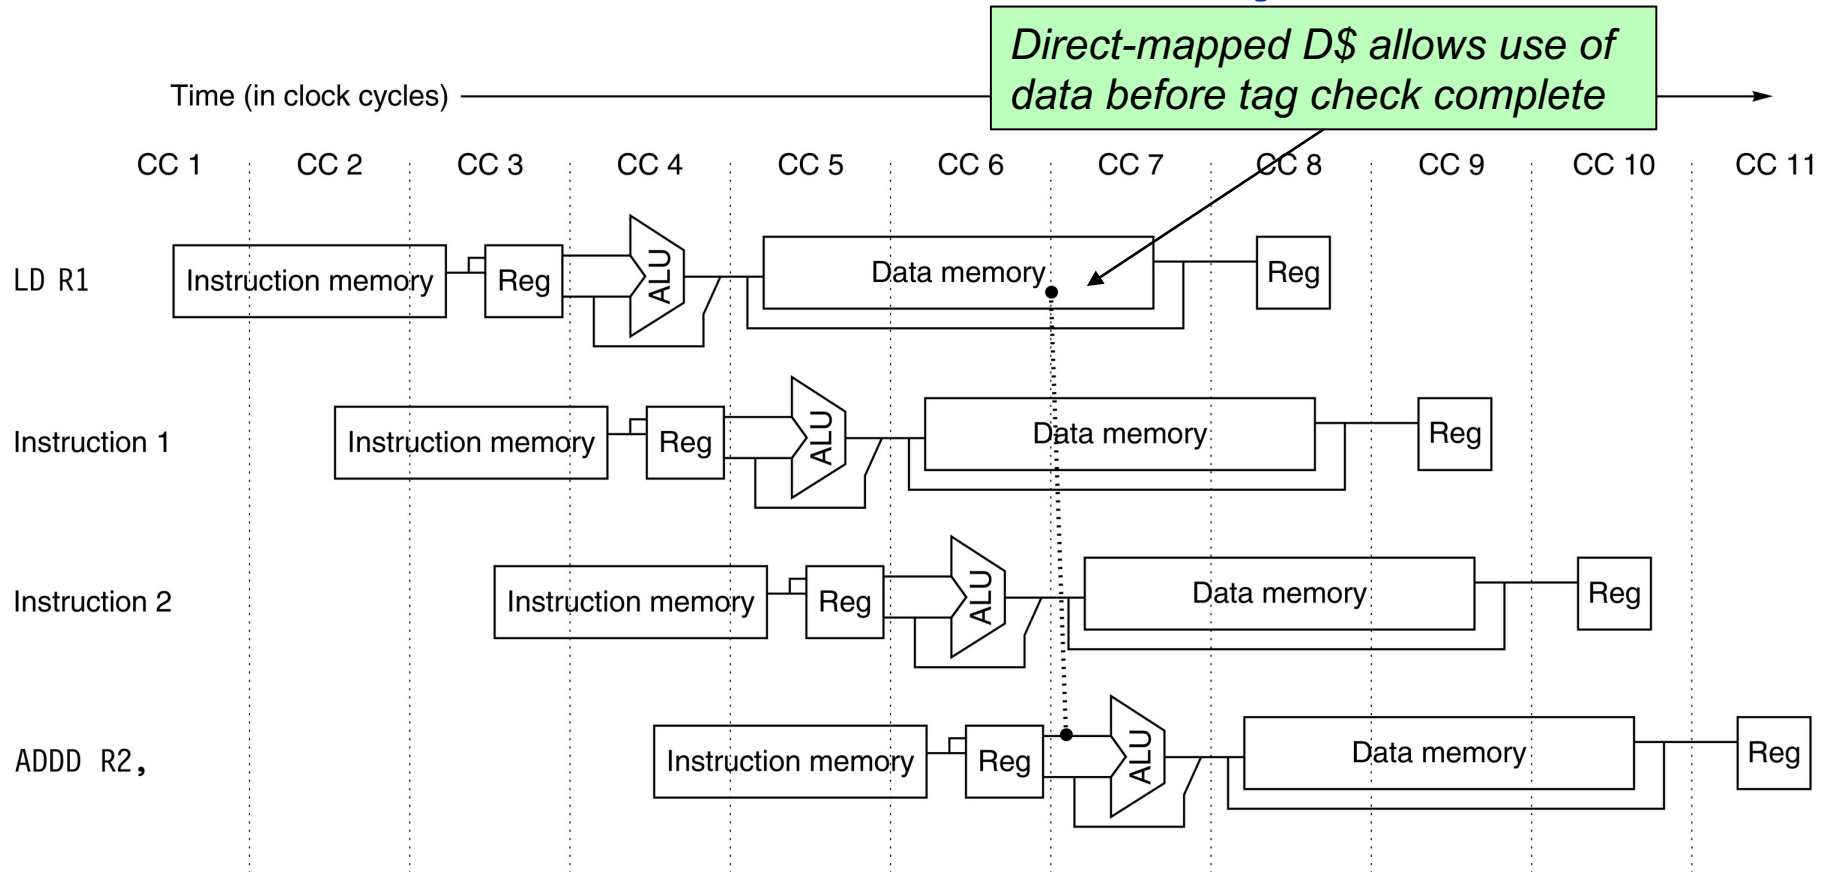 Direct-mapped D$ allows use of
data before tag check complete
Time (in clock cycles)
CC 1 CC 2 CC 3 CC 4 CC 5 CC 6 CC 7 CC 8 CC 9 CC 10 CC 11
LD R1 Instruction memory Reg ALU Data memory Reg
Instruction 1 Instruction memory Reg ALU Data memory Reg
Instruction 2 Instruction memory Reg ALU Data memory Reg
ADDD R2, Instruction memory Reg ALU Data memory Reg